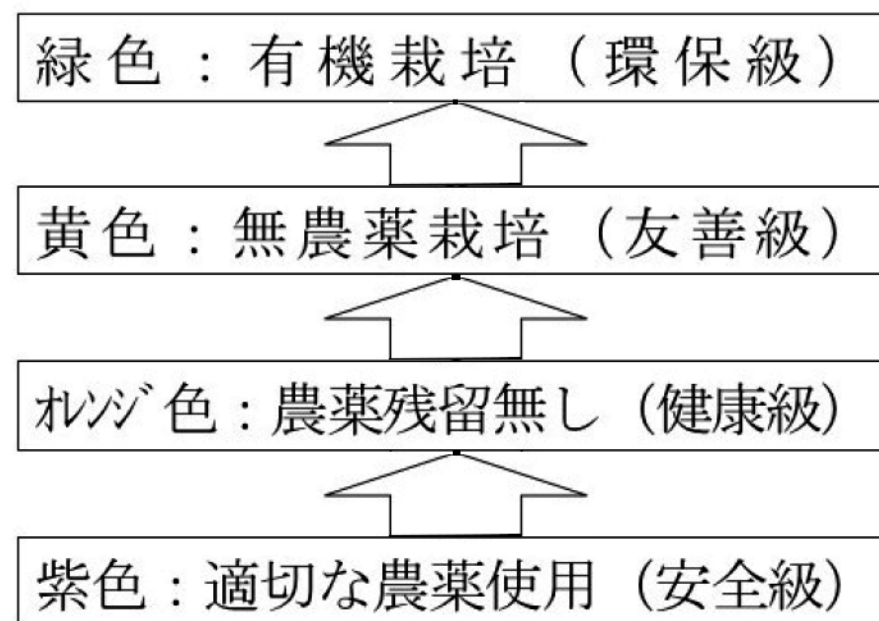 緑色：有機栽培（環保級）
黄色：無農薬栽培（友善級）
ｵﾚﾝｼﾞ色：農薬残留無し（健康級）
紫色：適切な農薬使用（安全級）